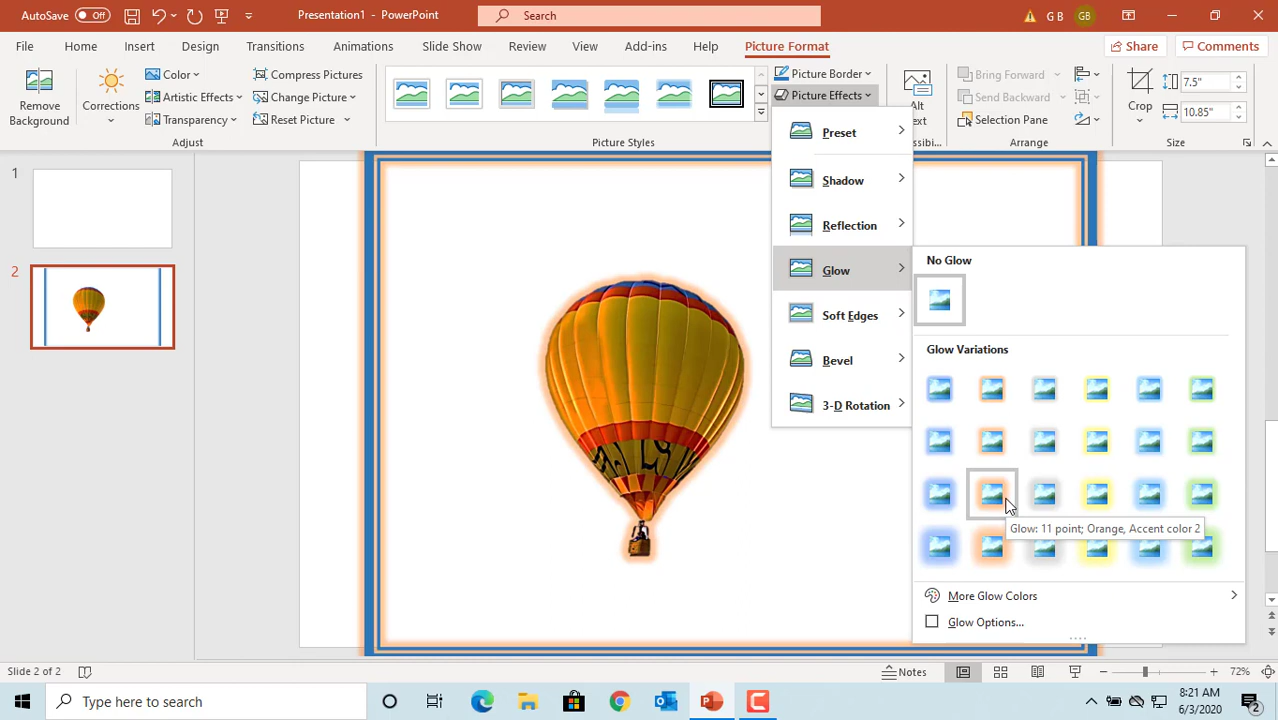 AutoSave Off Presentation1 - PowerPoint Search G B GB
File Home Insert Design Transitions Animations Slide Show Review View Add-ins Help Picture Format Share Comments
Remove Background
Corrections
Color
Artistic Effects
Transparency
Compress Pictures
Change Picture
Reset Picture
Adjust
Picture Styles
Picture Border
Picture Effects
Alt
Text
Bring Forward
Send Backward
Selection Pane
Arrange
Crop
7.5"
10.85"
Size
1
2
Preset
Shadow
Reflection
Glow
Soft Edges
Bevel
3-D Rotation
No Glow
Glow Variations
Glow: 11 point; Orange, Accent color 2
More Glow Colors
Glow Options...
Slide 2 of 2 Notes 72%
Type here to search
8:21 AM
6/3/2020
2